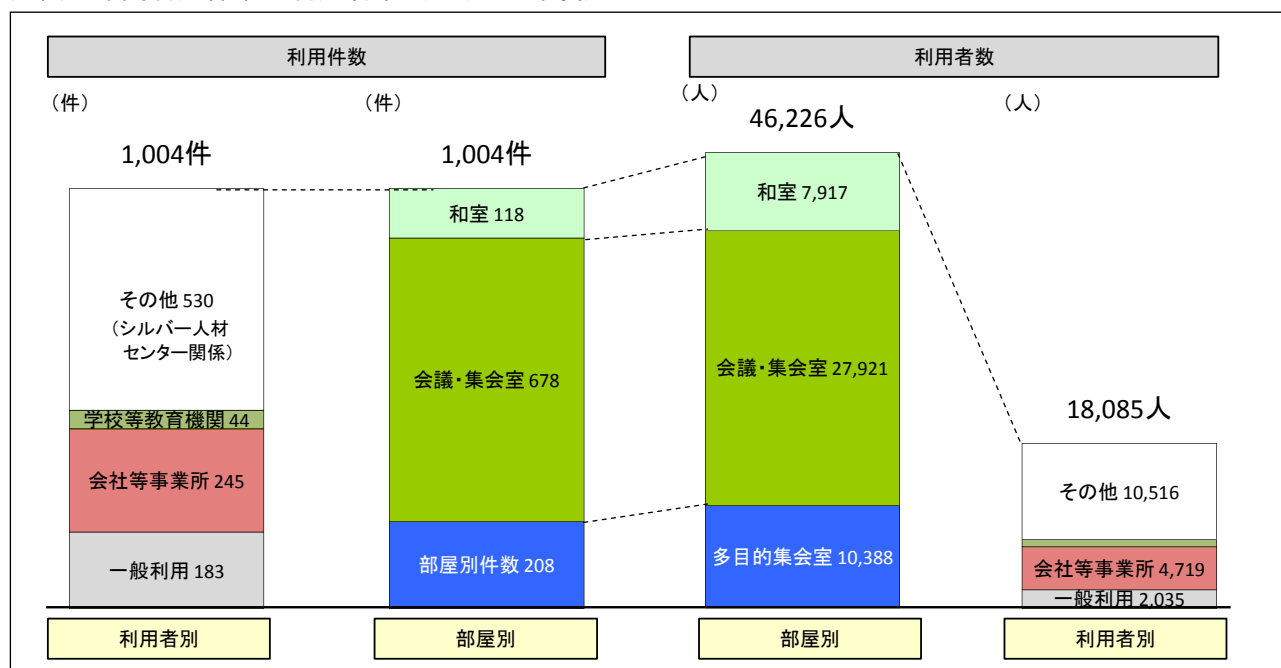 利用件数
利用者数
（件）
（件）
（人）
（人）
1,004件
1,004件
46,226人
18,085人
その他 530
（シルバー人材
センター関係）
学校等教育機関 44
会社等事業所 245
一般利用 183
和室 118
会議・集会室 678
部屋別件数 208
和室 7,917
会議・集会室 27,921
多目的集会室 10,388
その他 10,516
会社等事業所 4,719
一般利用 2,035
利用者別
部屋別
部屋別
利用者別